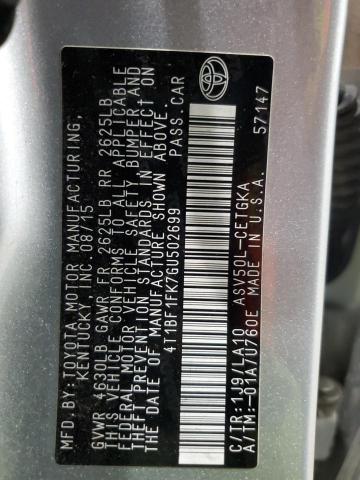 TOYOTA MOTOR MANUFACTURING,
KENTUCKY, INC. 08/15
GVWR 4630LB GAWR FR 2625LB RR 2625LB
THIS VEHICLE CONFORMS TO ALL APPLICABLE
FEDERAL MOTOR VEHICLE SAFETY, BUMPER AND
THEFT PREVENTION STANDARDS IN EFFECT ON
THE DATE OF MANUFACTURE SHOWN ABOVE.
4T1BF1FK7GU502699 PASS.CAR
C/TR:1J9/LA10 ASV50L-CETGKA
A/TM:-01A/U760E MADE IN U.S.A.
57147